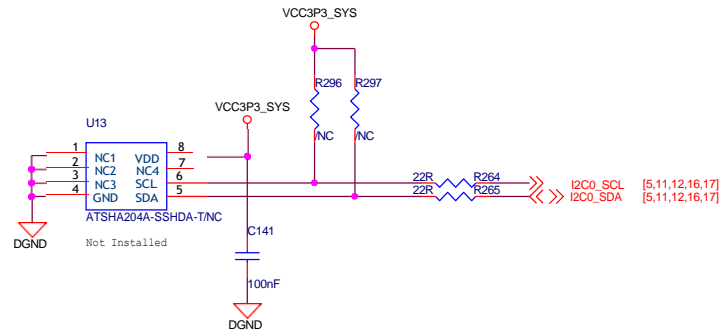 VCC3P3_SYS
R296 R297
VCC3P3_SYS
/NC /NC
U13
1 NC1 VDD 8
2 NC2 NC4 7
3 NC3 SCL 6
4 GND SDA 5
ATSHA204A-SSHDA-T/NC
Not Installed
22R R264 I2C0_SCL [5,11,12,16,17]
22R R265 I2C0_SDA [5,11,12,16,17]
DGND
C141
100nF
DGND